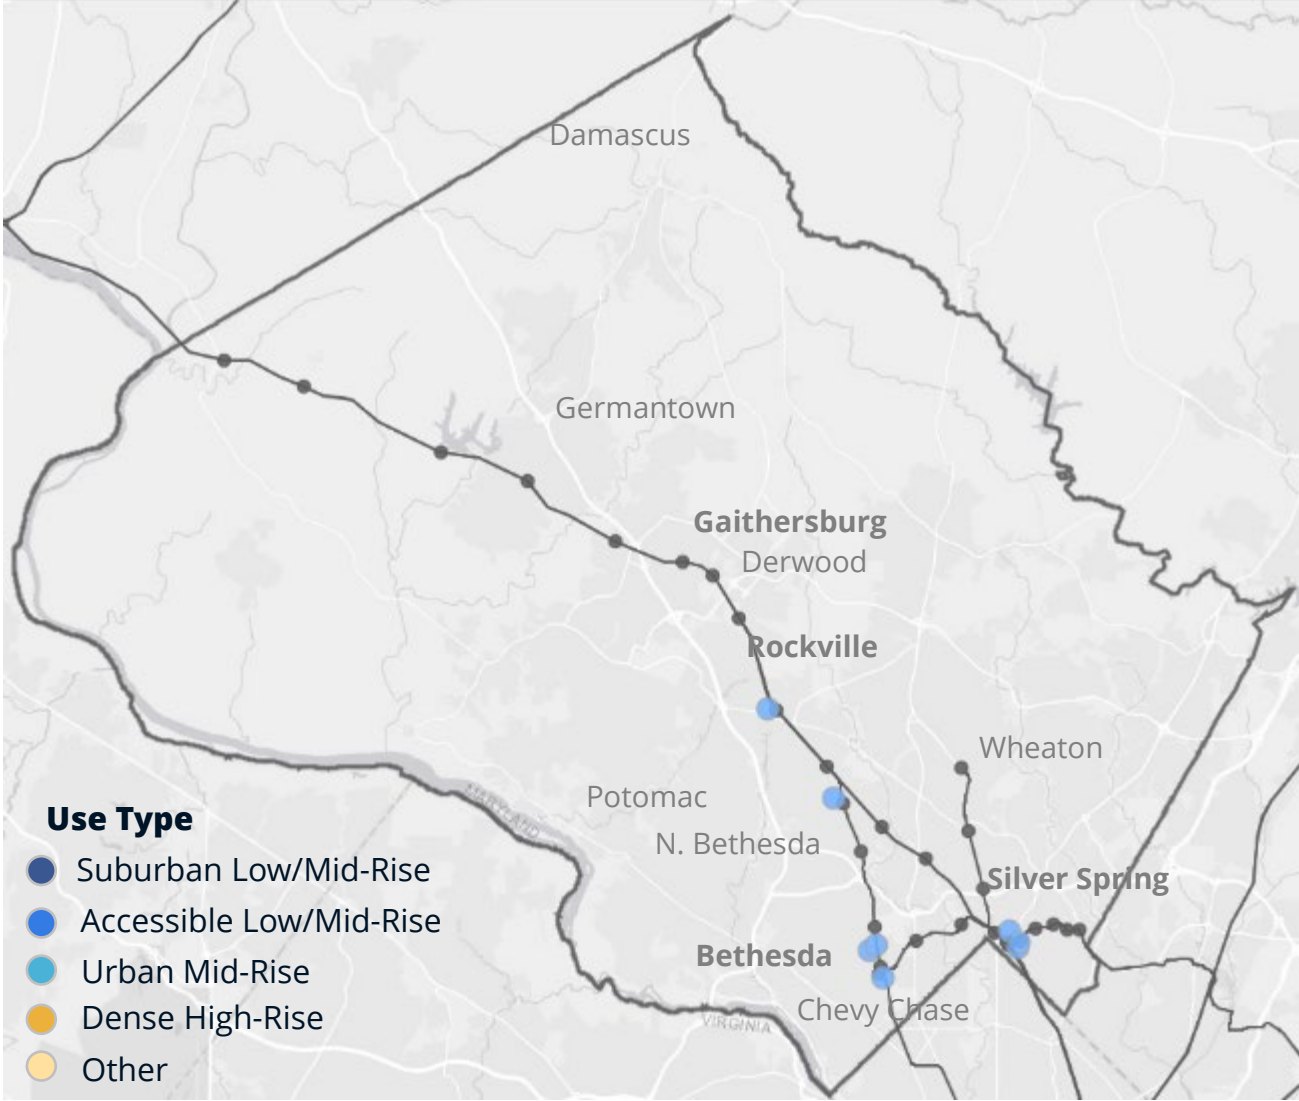 Damascus
Germantown
Gaithersburg
Derwood
Rockville
Wheaton
Potomac
N. Bethesda
Silver Spring
Bethesda
Chevy Chase
MARYLAND
VIRGINIA
Use Type
Suburban Low/Mid-Rise
Accessible Low/Mid-Rise
Urban Mid-Rise
Dense High-Rise
Other